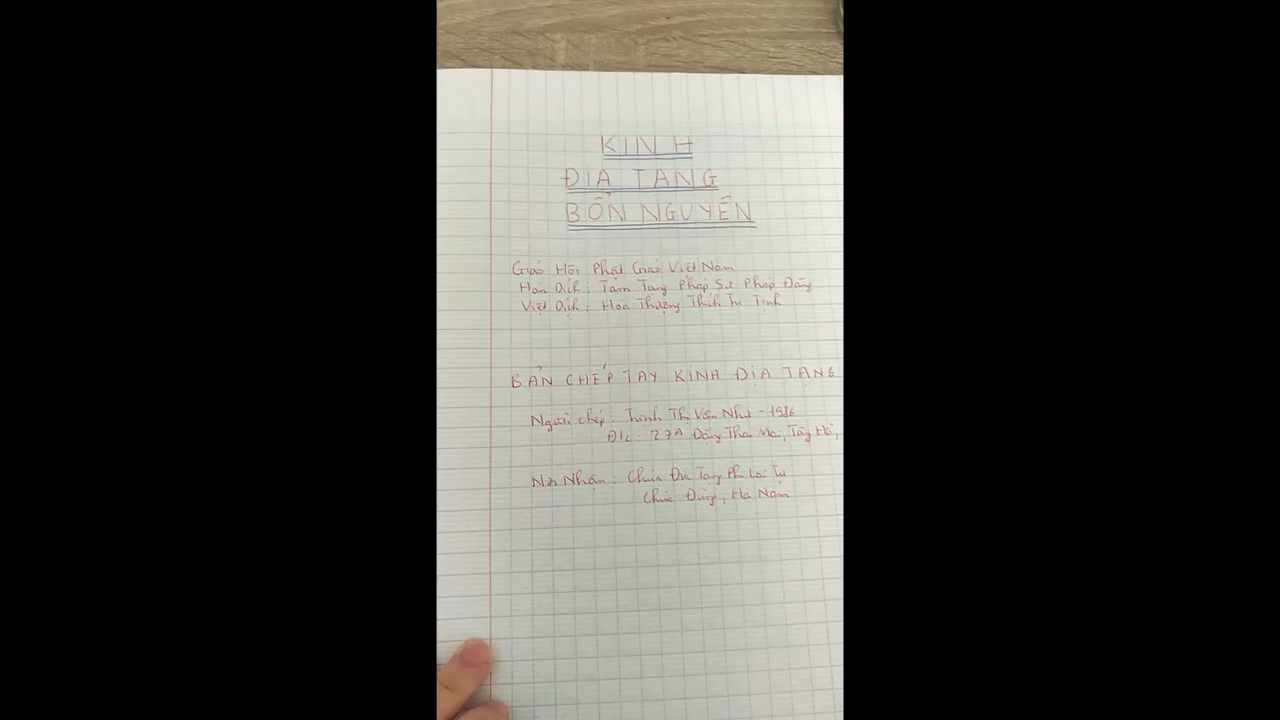 KINH
ĐỊA TẠNG
BỔN NGUYỆN
Giáo Hội Phật Giáo Việt Nam
Hán Dịch : Tam Tạng Pháp Sư Pháp Đăng
Việt Dịch : Hòa Thượng Thích Trí Tịnh
BẢN CHÉP TAY KINH ĐỊA TẠNG
Người chép : Trịnh Thị Vân Như - 1986
Đ/c : 27A Đặng Thai Mai, Tây Hồ,
Nơi Nhận : Chùa Địa Tạng Phi Lai Tự
Chùa Đùng, Hà Nam